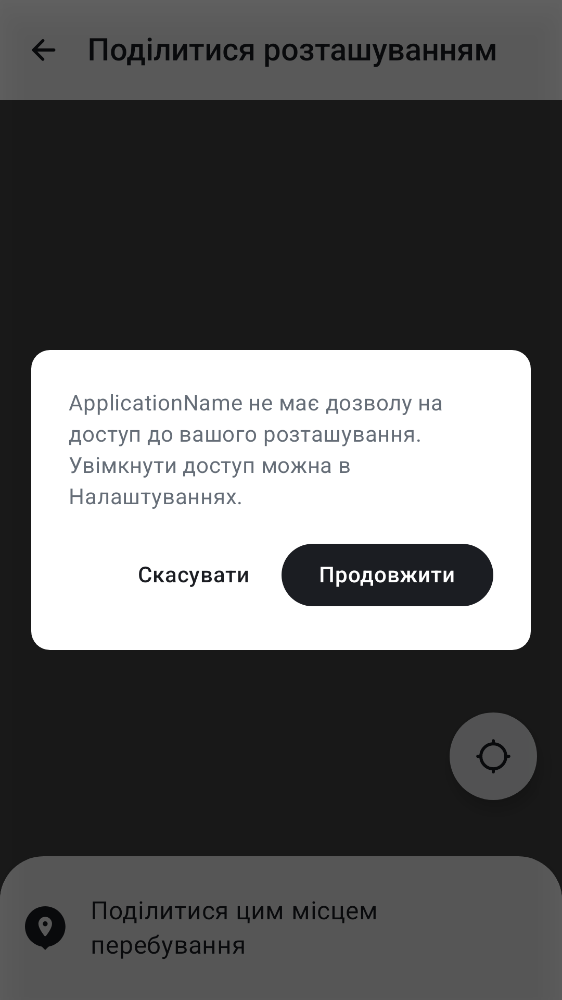 Поділитися розташуванням
ApplicationName не має дозволу на
доступ до вашого розташування.
Увімкнути доступ можна в
Налаштуваннях.
Скасувати
Продовжити
Поділитися цим місцем
перебування